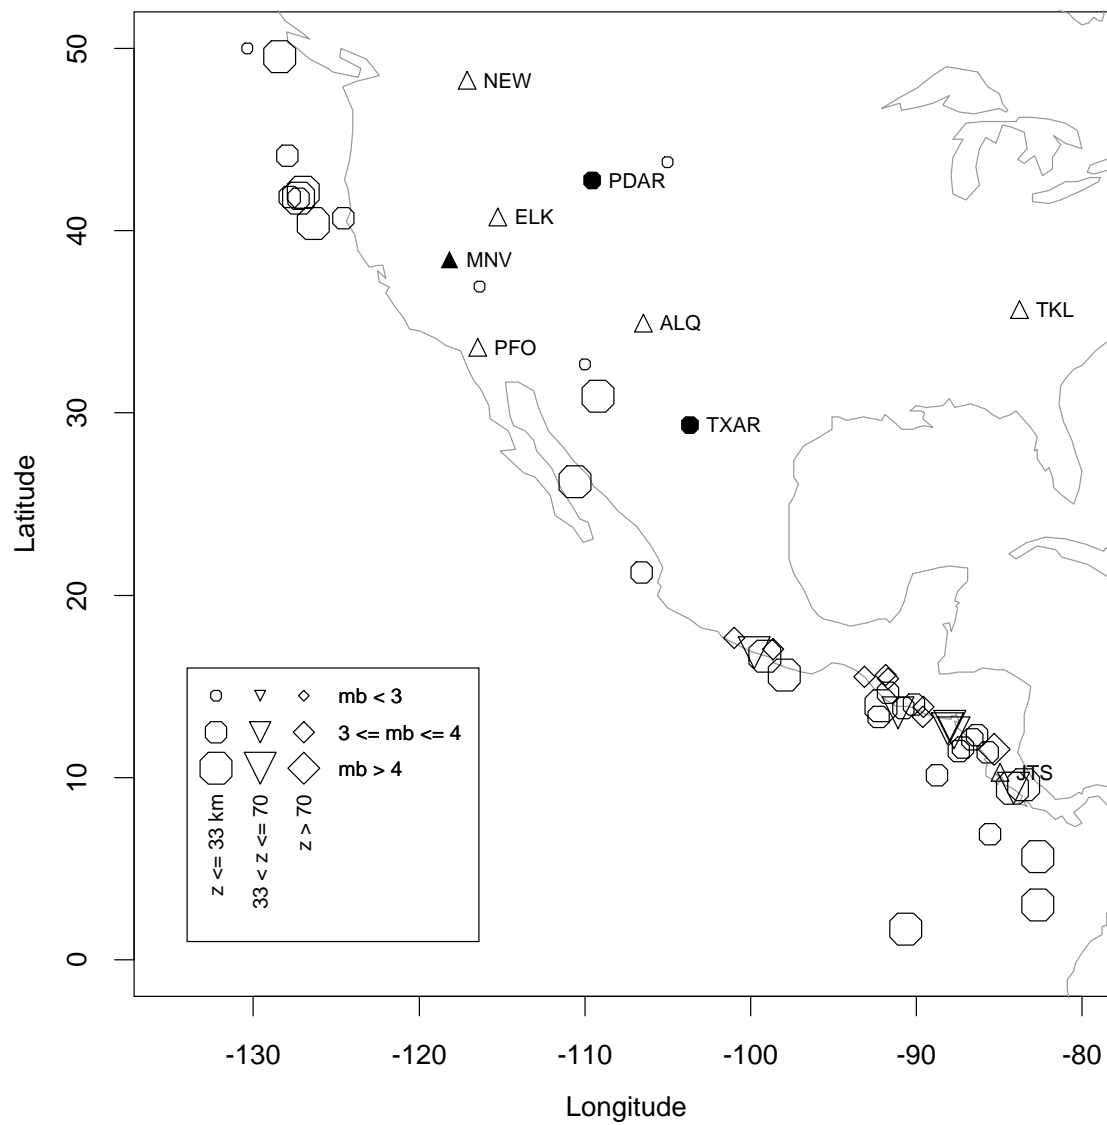 50
40
30
20
10
0
Latitude
NEW
PDAR
ELK
MNV
ALQ
TKL
PFO
TXAR
JTS
mb < 3
3 <= mb <= 4
mb > 4
z <= 33 km
33 < z <= 70
z > 70
-130 -120 -110 -100 -90 -80
Longitude